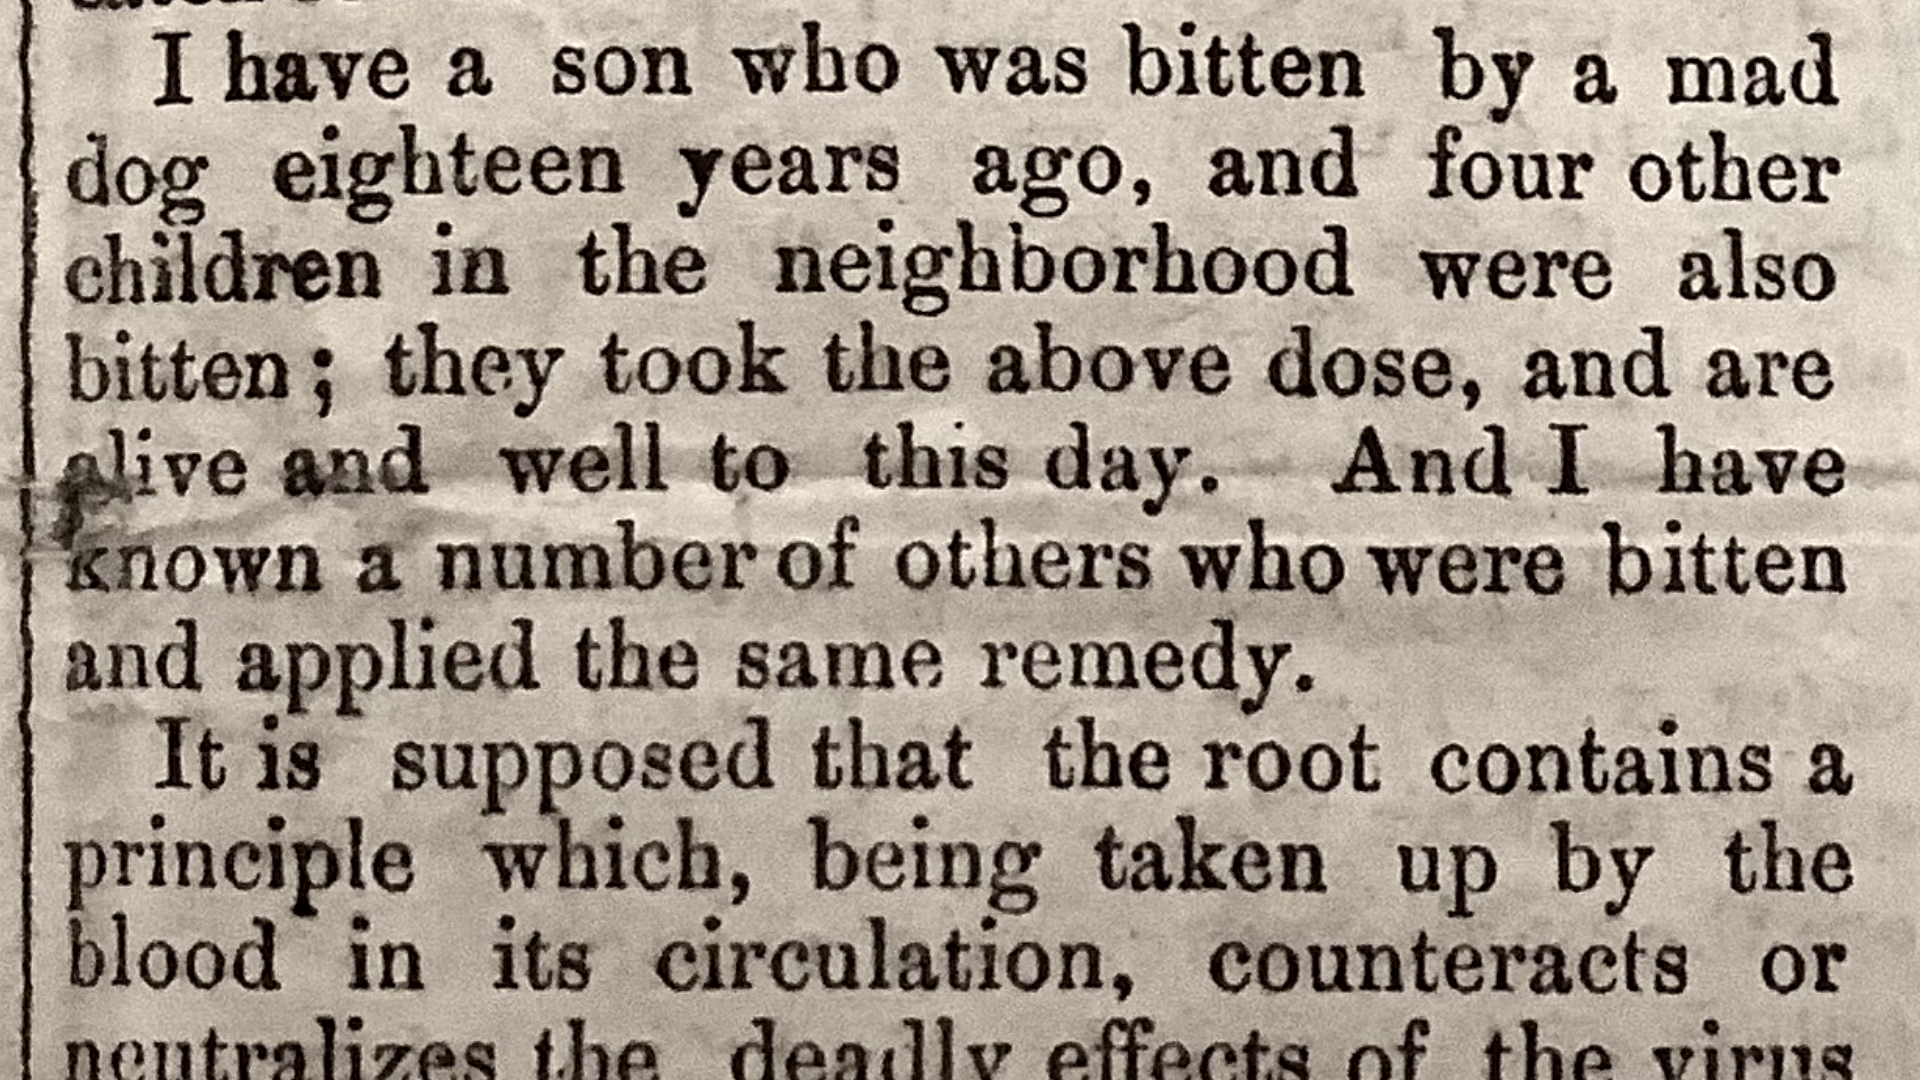 I have a son who was bitten by a mad
dog eighteen years ago, and four other
children in the neighborhood were also
bitten; they took the above dose, and are
alive and well to this day. And I have
known a number of others who were bitten
and applied the same remedy.
It is supposed that the root contains a
principle which, being taken up by the
blood in its circulation, counteracts or
neutralizes the deadly effects of the virus